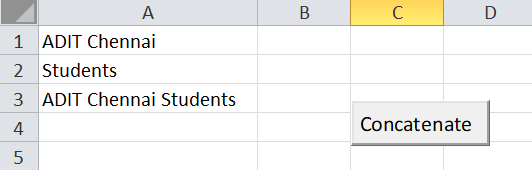 A B C D
1 ADIT Chennai
2 Students
3 ADIT Chennai Students
4 Concatenate
5